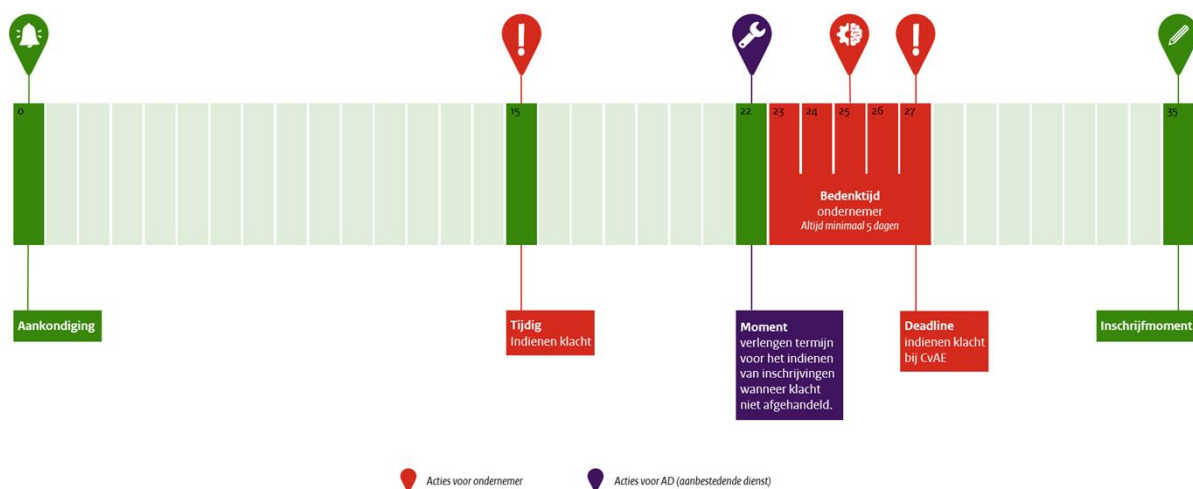 0
15
22
23
24
25
26
27
35
Bedenktijd
ondernemer
Altijd minimaal 5 dagen
Aankondiging
Tijdig
Indienen klacht
Moment
verlengen termijn
voor het indienen
van inschrijvingen
wanneer klacht
niet afgehandeld.
Deadline
indienen klacht
bij CvAE
Inschrijfmoment
Acties voor ondernemer
Acties voor AD (aanbestedende dienst)